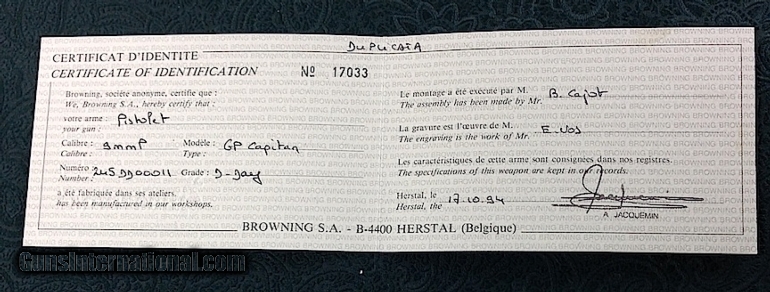 DUPLICATA
CERTIFICAT D'IDENTITE
CERTIFICATE OF IDENTIFICATION Nº 17033
Browning, société anonyme, certifie que :
We, Browning S.A., hereby certify that :
votre arme : Pistolet
your gun :
Calibre : 9mmP Modèle : GP Capitan
Calibre : Type :
Numéro : 245DD00011 Grade : D-Day
Number :
a été fabriquée dans ses ateliers.
has been manufactured in our workshops.
Le montage a été exécuté par M. B. Cajot
The assembly has been made by Mr.
La gravure est l'œuvre de M. E. Vos
The engraving is the work of Mr.
Les caractéristiques de cette arme sont consignées dans nos registres.
The specifications of this weapon are kept in our records.
Herstal, le 17.10.94
Herstal, the
Jacquemin
A. JACQUEMIN
BROWNING S.A. - B-4400 HERSTAL (Belgique)
GunsInternational.com